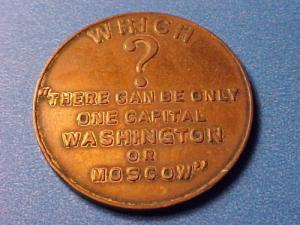 WHICH
?
"THERE CAN BE ONLY
ONE CAPITAL
WASHINGTON
OR
MOSCOW"